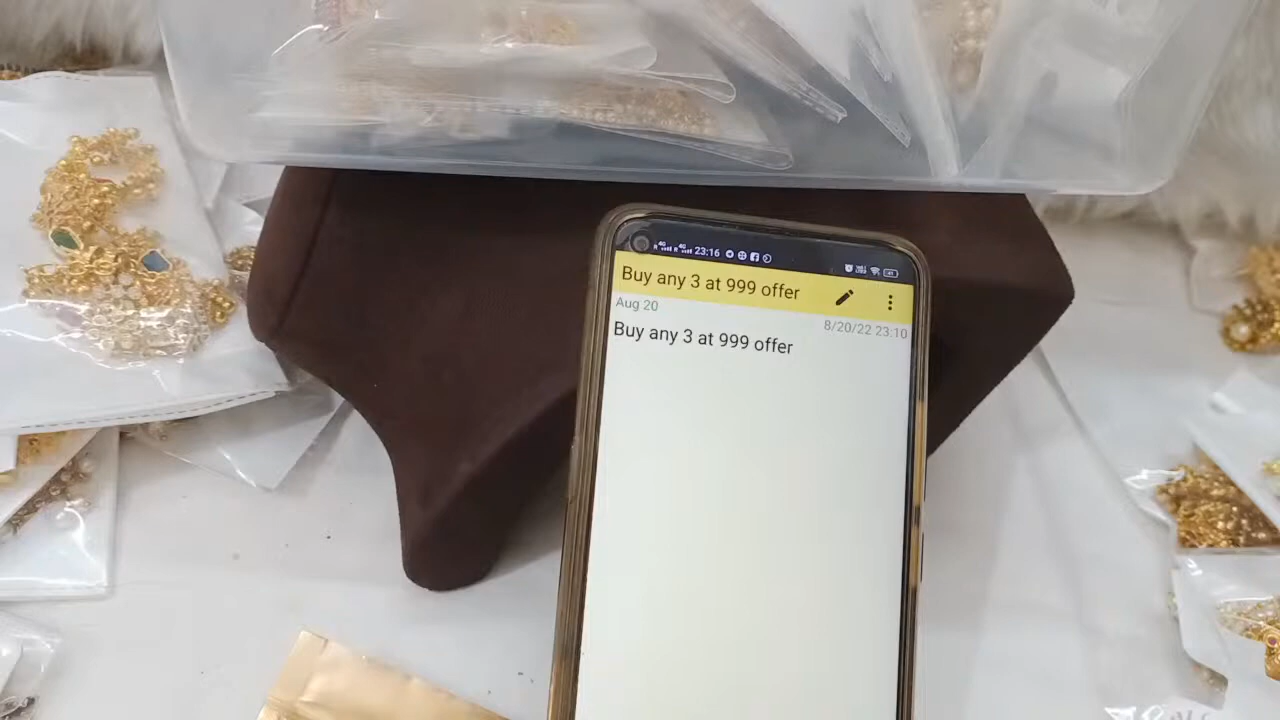 23:16
Buy any 3 at 999 offer
Aug 20
8/20/22 23:10
Buy any 3 at 999 offer